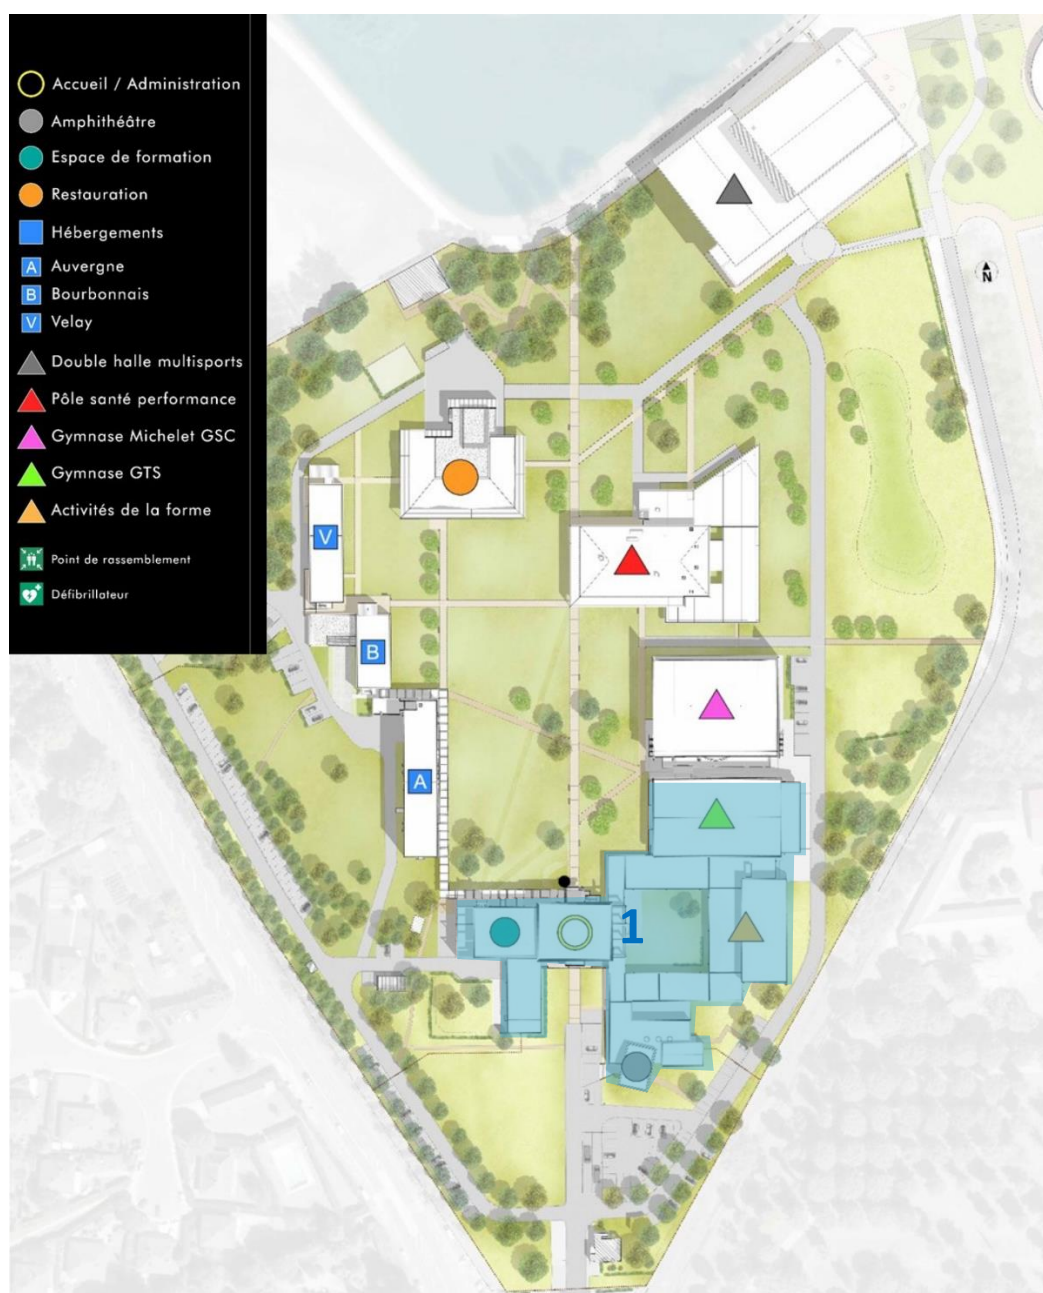 Accueil / Administration
Amphithéâtre
Espace de formation
Restauration
Hébergements
A Auvergne
B Bourbonnais
V Velay
Double halle multisports
Pôle santé performance
Gymnase Michelet GSC
Gymnase GTS
Activités de la forme
Point de rassemblement
Défibrillateur
N
V
B
A
1